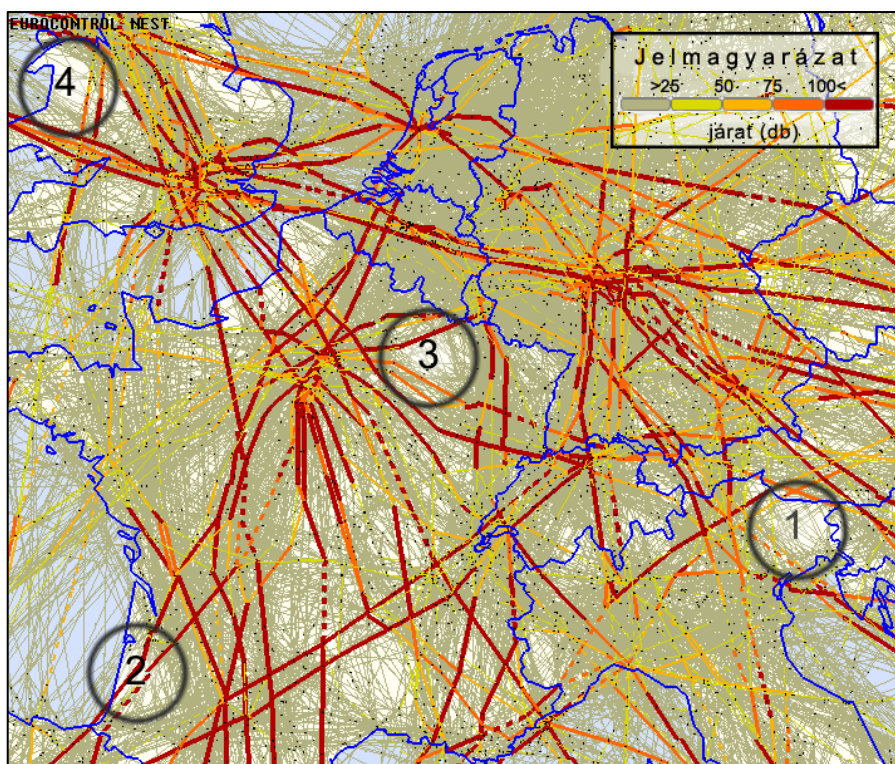 EUROCONTROL NEST
Jelmagyarázat
>25 50 75 100<
járat (db)
4
3
1
2